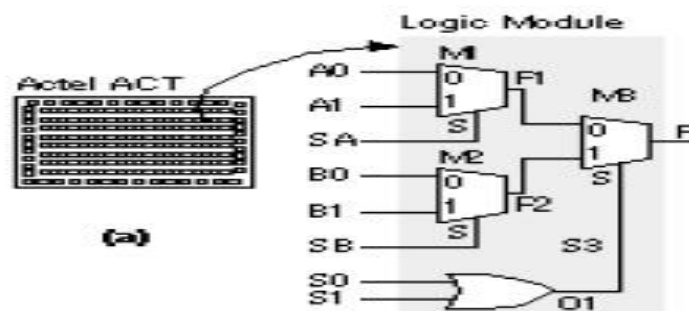 Logic Module
Actel ACT
(a)
M1
A0
0
F1
A1
1
M3
SA
S
0
F
M2
1
B0
0
S
B1
1
F2
SB
S
S3
S0
S1
O1